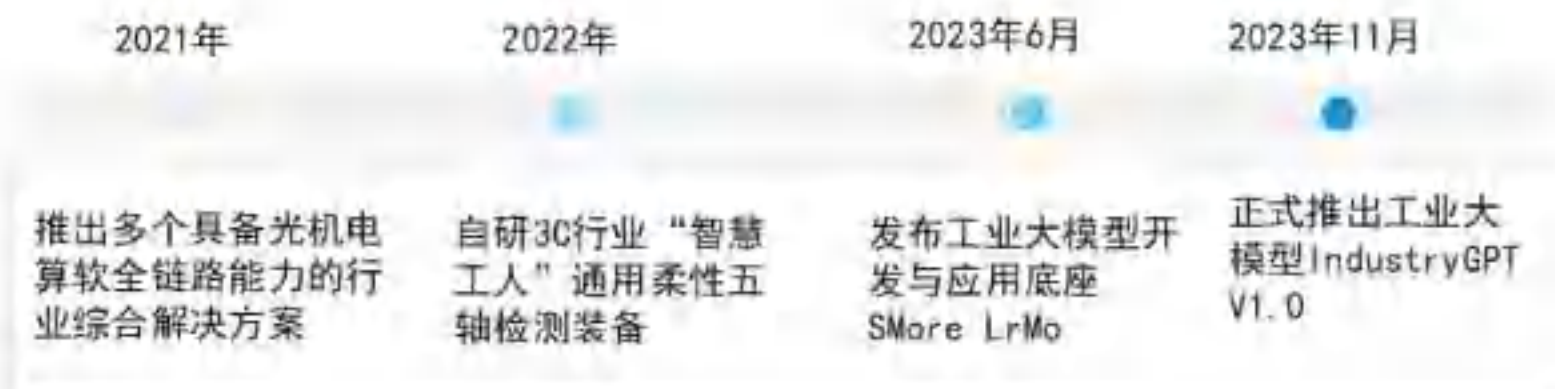 2021年
2022年
2023年6月
2023年11月
推出多个具备光机电
算软全链路能力的行
业综合解决方案
自研3C行业“智慧
工人”通用柔性五
轴检测装备
发布工业大模型开
发与应用底座
SMore LrMo
正式推出工业大
模型IndustryGPT
V1.0